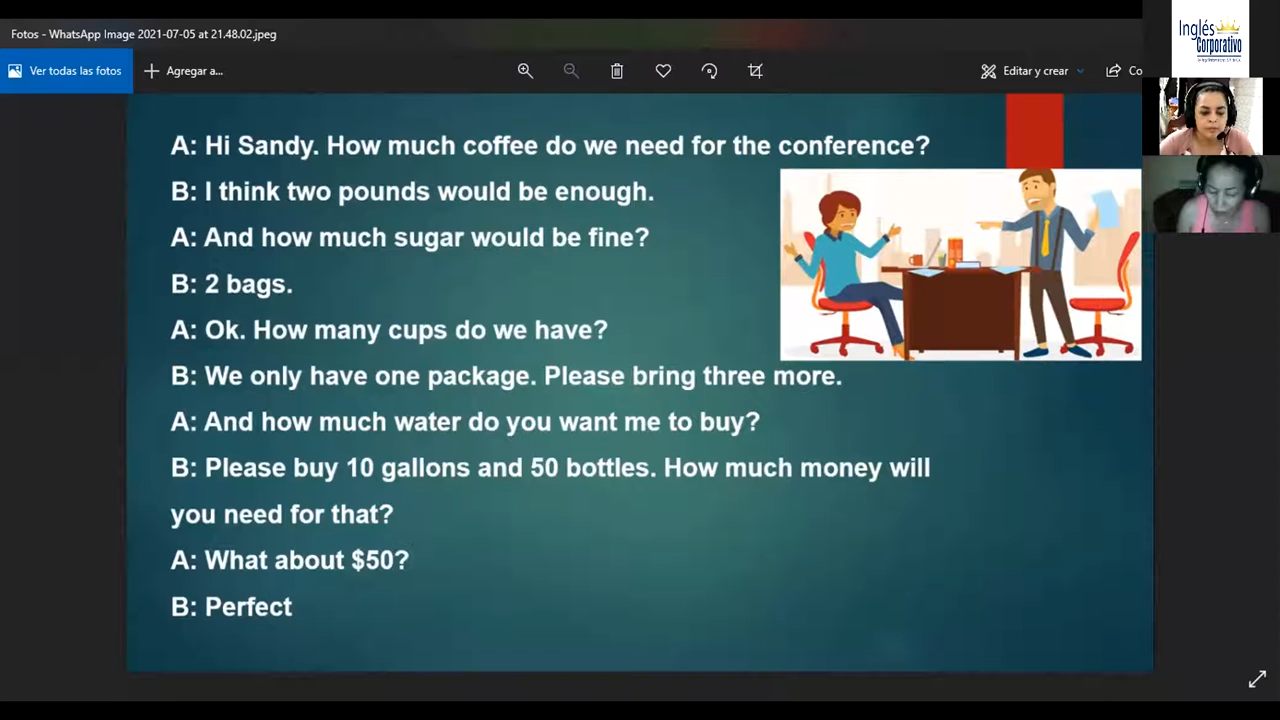 Fotos - WhatsApp Image 2021-07-05 at 21.48.02.jpeg
Ver todas las fotos
Agregar a...
Editar y crear
Co
Inglés
Corporativo
A: Hi Sandy. How much coffee do we need for the conference?
B: I think two pounds would be enough.
A: And how much sugar would be fine?
B: 2 bags.
A: Ok. How many cups do we have?
B: We only have one package. Please bring three more.
A: And how much water do you want me to buy?
B: Please buy 10 gallons and 50 bottles. How much money will
you need for that?
A: What about $50?
B: Perfect